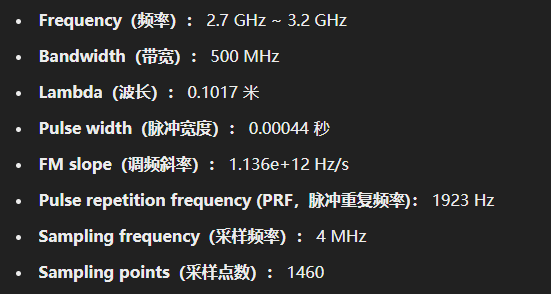 • Frequency（频率）： 2.7 GHz ~ 3.2 GHz
• Bandwidth（带宽）： 500 MHz
• Lambda（波长）： 0.1017 米
• Pulse width（脉冲宽度）： 0.00044 秒
• FM slope（调频斜率）： 1.136e+12 Hz/s
• Pulse repetition frequency (PRF，脉冲重复频率)： 1923 Hz
• Sampling frequency（采样频率）： 4 MHz
• Sampling points（采样点数）： 1460